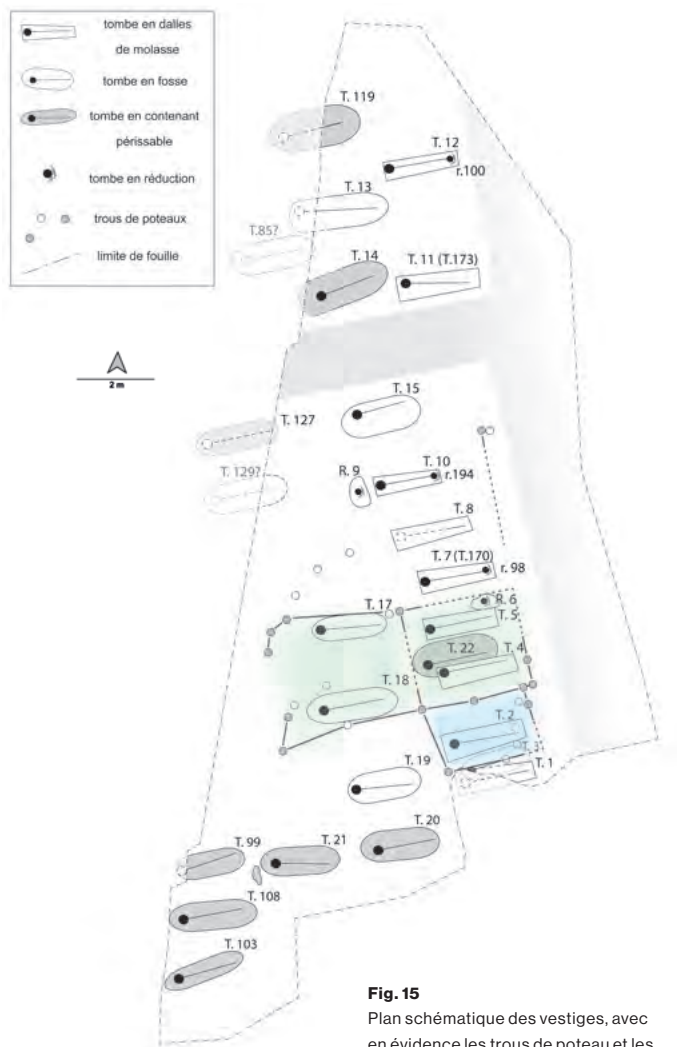 tombe en dalles
de molasse
tombe en fosse
tombe en contenant
périssable
tombe en réduction
trous de poteaux
limite de fouille
2 m
T. 119
T. 12
r.100
T. 13
T.85?
T. 14
T. 11 (T.173)
T. 15
T. 127
T. 129?
R. 9
T. 10
r.194
T. 8
T. 7 (T.170)
r. 98
R. 6
T. 17
T. 5
T. 22
T. 4
T. 18
T. 2
T. 3
T. 1
T. 19
T. 20
T. 99
T. 21
T. 108
T. 103
Fig. 15
Plan schématique des vestiges, avec
en évidence les trous de poteau et les